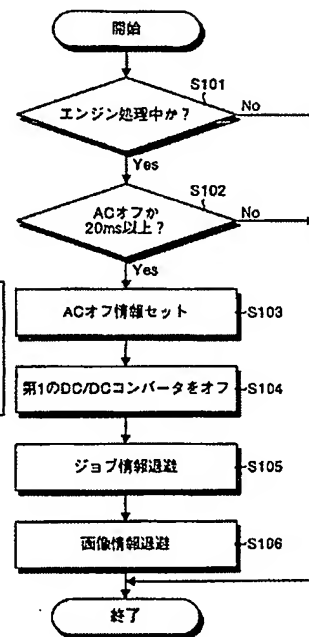 開始
S101
エンジン処理中か？
No
Yes
S102
ACオフか
20ms以上？
No
Yes
ACオフ情報セット
S103
第1のDC/DCコンバータをオフ
S104
ジョブ情報退避
S105
画像情報退避
S106
終了